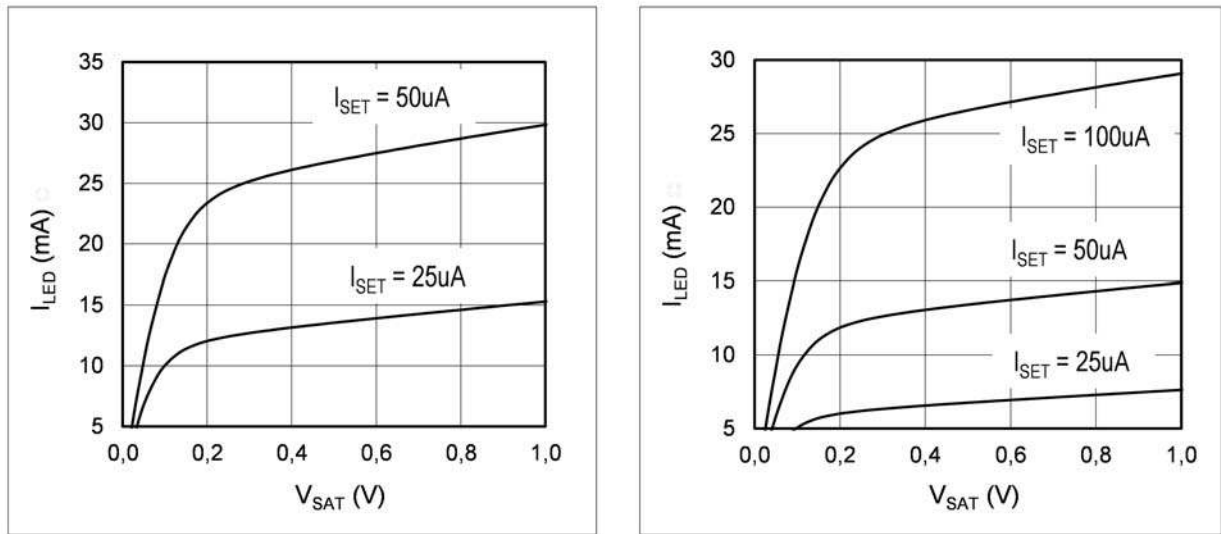 35
30
25
20
15
10
5
I_LED (mA)
I_SET = 50uA
I_SET = 25uA
0,0 0,2 0,4 0,6 0,8 1,0
V_SAT (V)
30
25
20
15
10
5
I_LED (mA)
I_SET = 100uA
I_SET = 50uA
I_SET = 25uA
0,0 0,2 0,4 0,6 0,8 1,0
V_SAT (V)